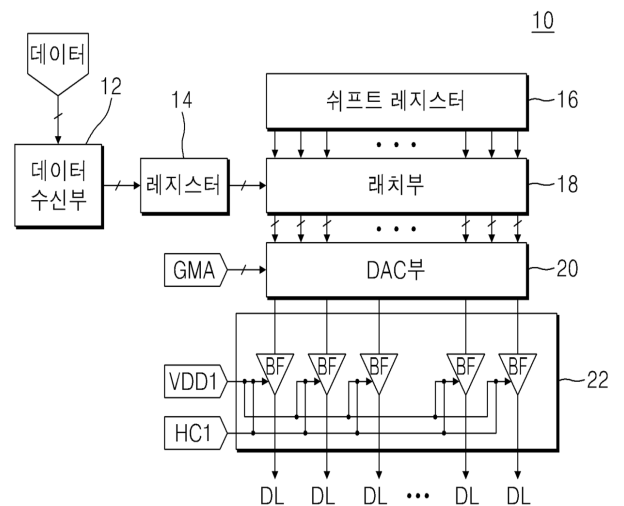 10
데이터
12
14
쉬프트 레지스터
16
데이터
수신부
레지스터
래치부
18
GMA
DAC부
20
BF BF BF BF BF
VDD1
22
HC1
DL DL DL ••• DL DL